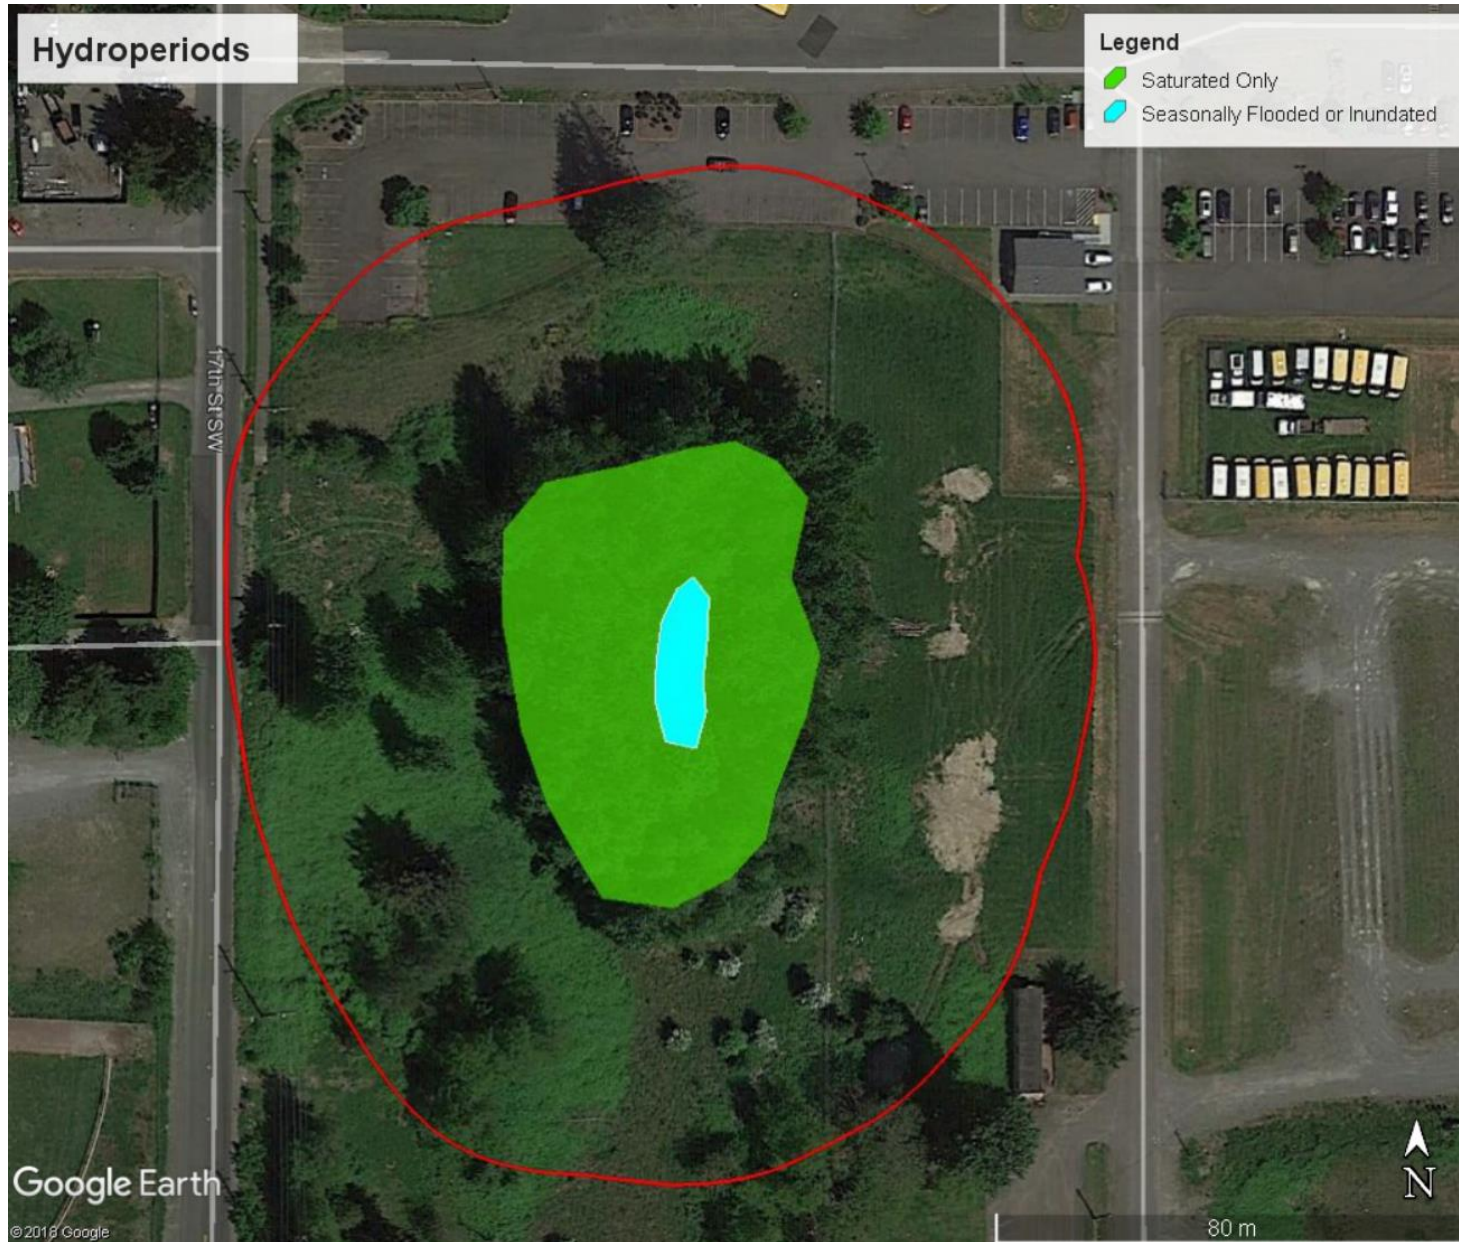 Hydroperiods
Legend
Saturated Only
Seasonally Flooded or Inundated
17th St SW
Google Earth
©2018 Google
N
80 m